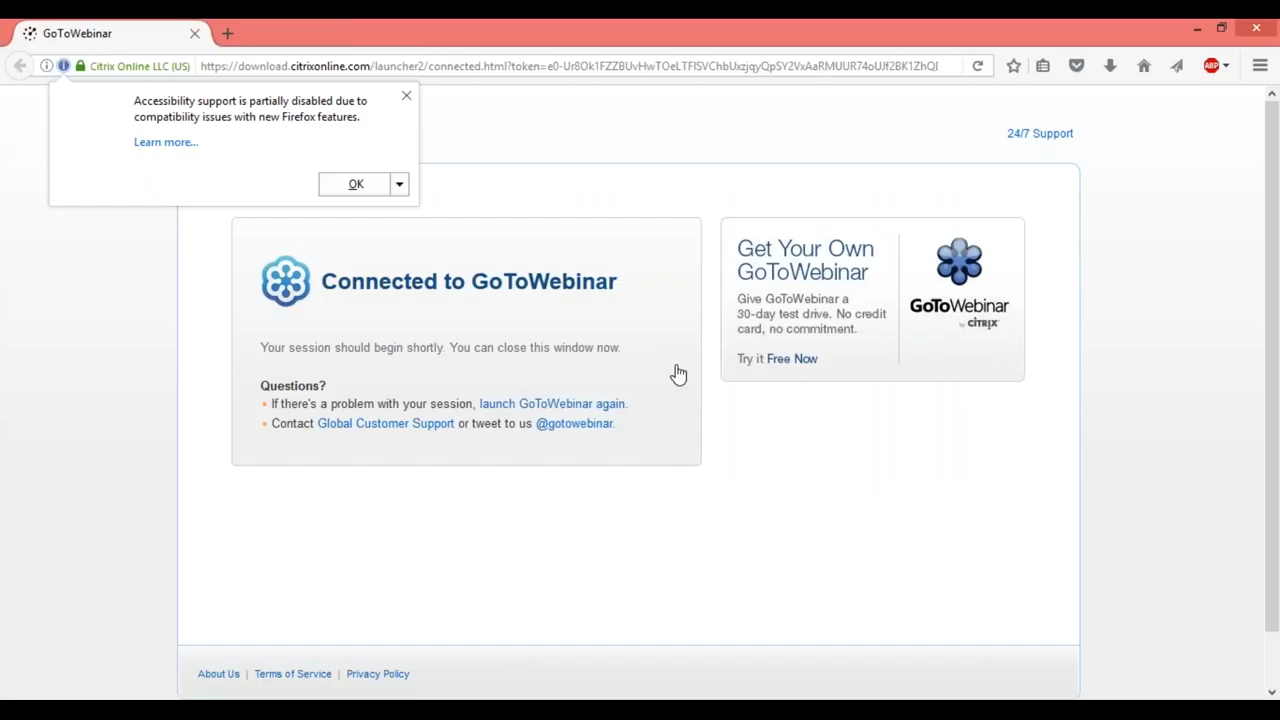 GoToWebinar
Citrix Online LLC (US)
https://download.citrixonline.com/launcher2/connected.html?token=e0-Ur8Ok1FZZBUvHwTOeLTFISVChbUxzjqyQpSY2VxAaRMUUR74oUJf2BK1ZhQI
ABP
Accessibility support is partially disabled due to
compatibility issues with new Firefox features.
Learn more...
OK
24/7 Support
Connected to GoToWebinar
Your session should begin shortly. You can close this window now.
Questions?
• If there's a problem with your session, launch GoToWebinar again.
• Contact Global Customer Support or tweet to us @gotowebinar.
Get Your Own
GoToWebinar
Give GoToWebinar a
30-day test drive. No credit
card, no commitment.
Try it Free Now
GoToWebinar
by CITRIX
About Us | Terms of Service | Privacy Policy